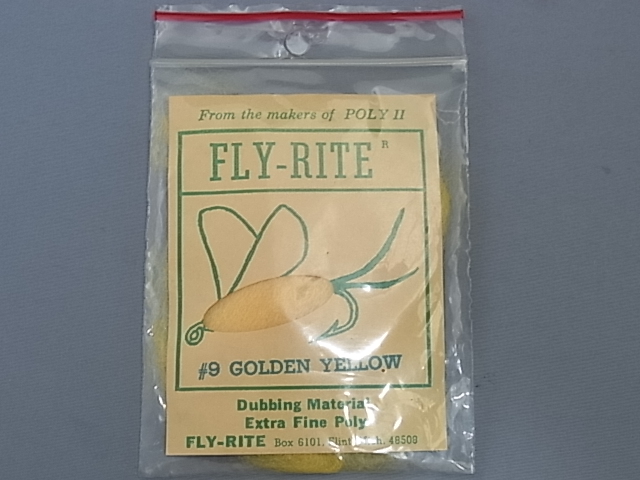 From the makers of POLY II
FLY-RITE R
#9 GOLDEN YELLOW
Dubbing Material
Extra Fine Poly
FLY-RITE Box 6101, Flint,